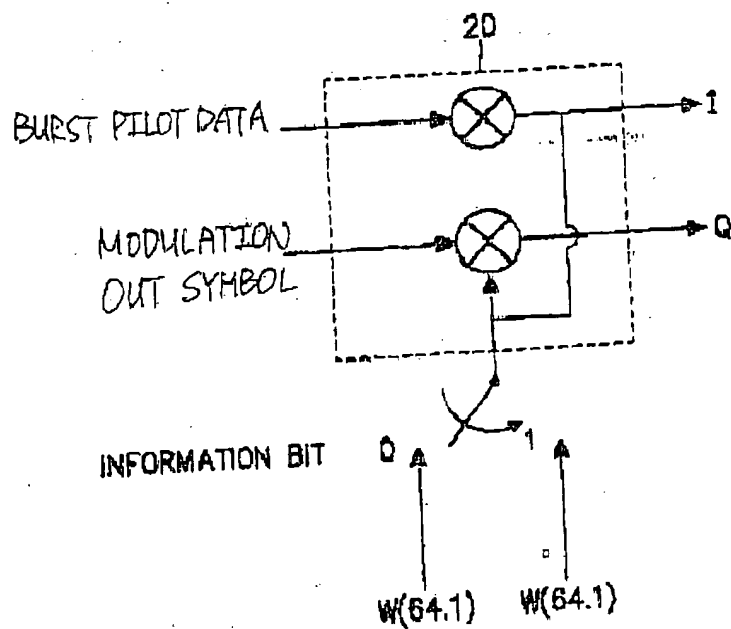 20
BURST PILOT DATA
I
MODULATION
OUT SYMBOL
Q
INFORMATION BIT
0
1
W(64.1)
W(64.1)